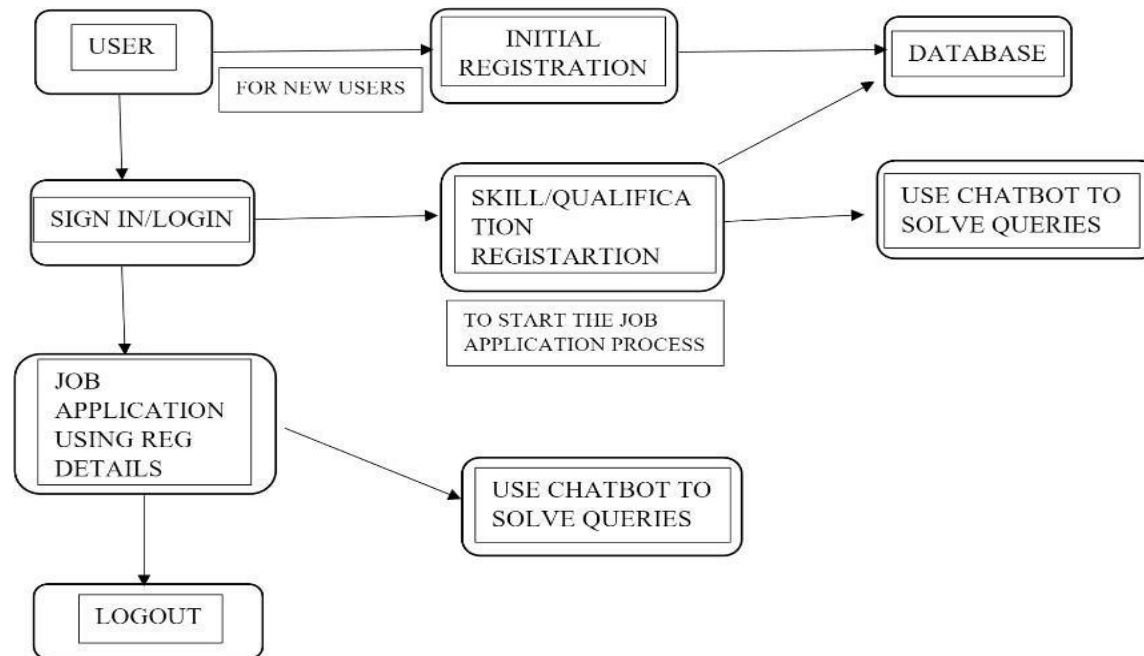 USER
INITIAL
REGISTRATION
DATABASE
FOR NEW USERS
SIGN IN/LOGIN
SKILL/QUALIFICA
TION
REGISTARTION
USE CHATBOT TO
SOLVE QUERIES
TO START THE JOB
APPLICATION PROCESS
JOB
APPLICATION
USING REG
DETAILS
USE CHATBOT TO
SOLVE QUERIES
LOGOUT